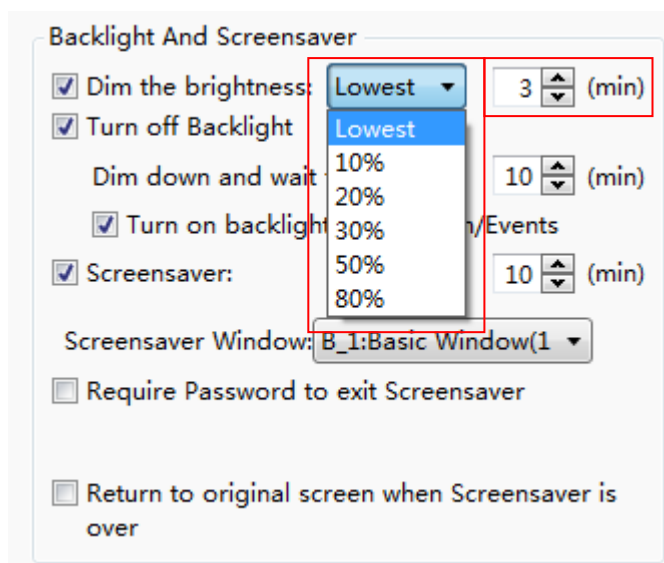 Backlight And Screensaver
Dim the brightness: Lowest 3 (min)
Turn off Backlight Lowest
10%
Dim down and wait 10 (min)
20%
Turn on backlight 30% /Events
50%
Screensaver: 10 (min)
80%
Screensaver Window: B_1:Basic Window(1
Require Password to exit Screensaver
Return to original screen when Screensaver is
over